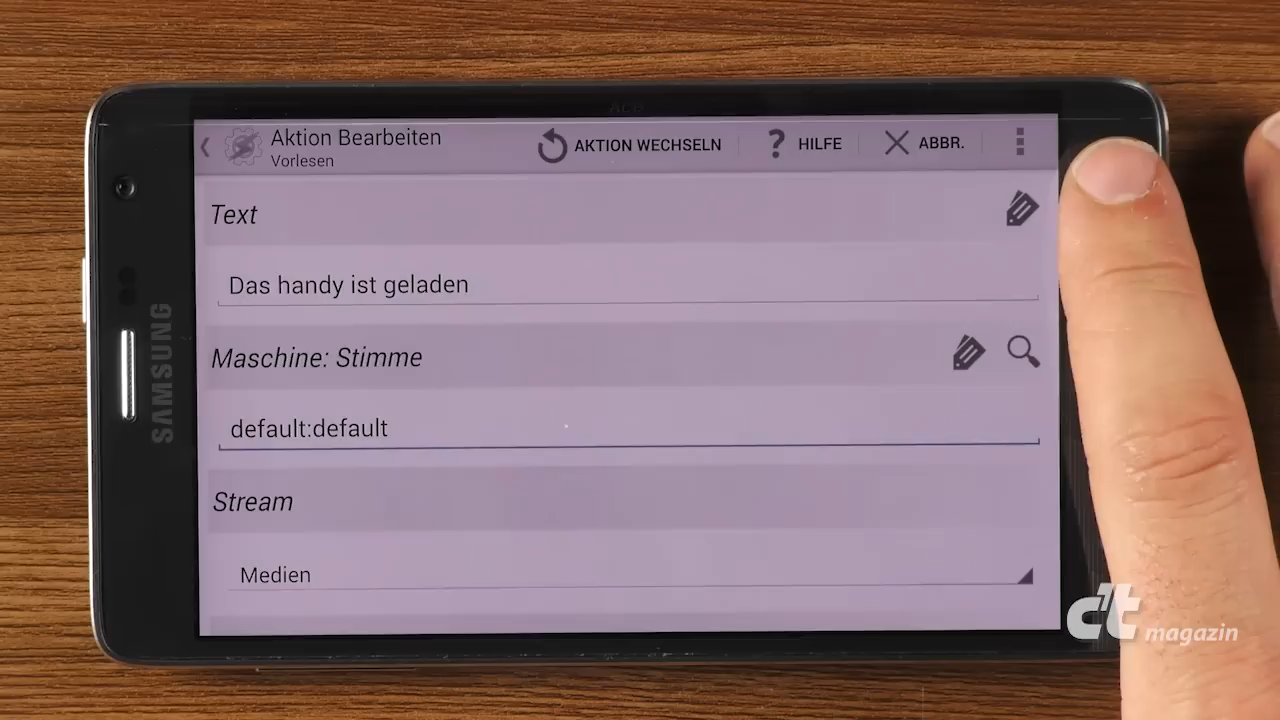 Aktion Bearbeiten
Vorlesen
AKTION WECHSELN
? HILFE
ABBR.
Text
Das handy ist geladen
Maschine: Stimme
default:default
Stream
Medien
SAMSUNG
c't magazin